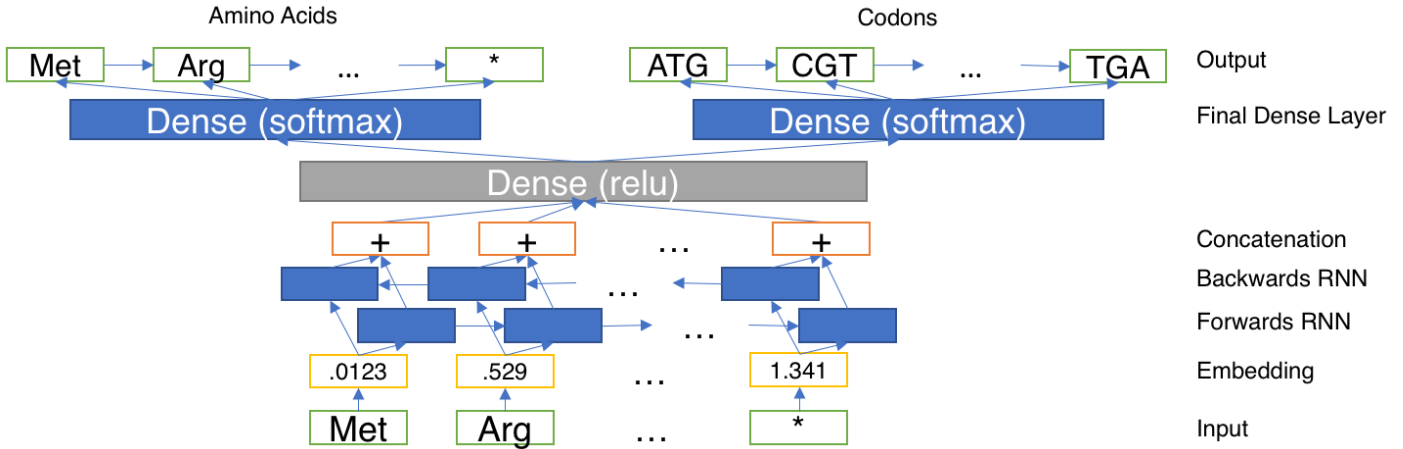 Amino Acids Codons
Met Arg ... * ATG CGT ... TGA Output
Dense (softmax) Dense (softmax) Final Dense Layer
Dense (relu)
+ + ... + Concatenation
... Backwards RNN
... Forwards RNN
.0123 .529 ... 1.341 Embedding
Met Arg ... * Input